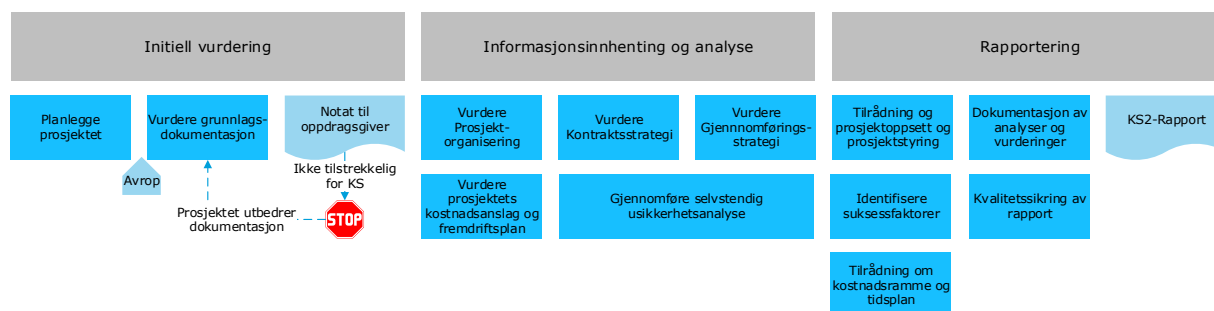 Initiell vurdering
Informasjonsinnhenting og analyse
Rapportering
Planlegge
prosjektet
Vurdere grunnlags-
dokumentasjon
Notat til
oppdragsgiver
Avrop
Ikke tilstrekkelig
for KS
Prosjektet utbedrer
dokumentasjon
STOP
Vurdere
Prosjekt-
organisering
Vurdere
Kontraktsstrategi
Vurdere
Gjennnomførings-
strategi
Vurdere
prosjektets
kostnadsanslag og
fremdriftsplan
Gjennomføre selvstendig
usikkerhetsanalyse
Tilrådning og
prosjektoppsett og
prosjektstyring
Dokumentasjon av
analyser og
vurderinger
KS2-Rapport
Identifisere
suksessfaktorer
Kvalitetssikring av
rapport
Tilrådning om
kostnadsramme og
tidsplan